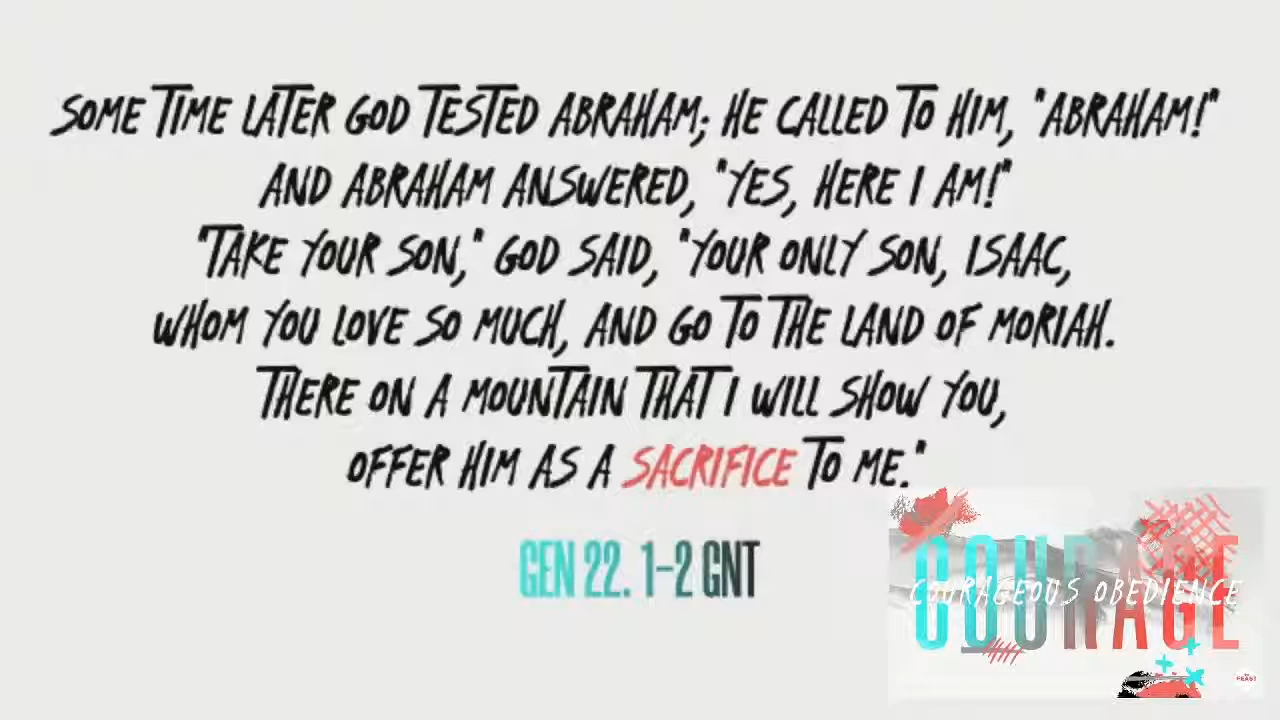 SOME TIME LATER GOD TESTED ABRAHAM; HE CALLED TO HIM, "ABRAHAM!"
AND ABRAHAM ANSWERED, "YES, HERE I AM!"
"TAKE YOUR SON," GOD SAID, "YOUR ONLY SON, ISAAC,
WHOM YOU LOVE SO MUCH, AND GO TO THE LAND OF MORIAH.
THERE ON A MOUNTAIN THAT I WILL SHOW YOU,
OFFER HIM AS A SACRIFICE TO ME."
GEN 22. 1-2 GNT
COURAGE
COURAGEOUS OBEDIENCE
FEAST